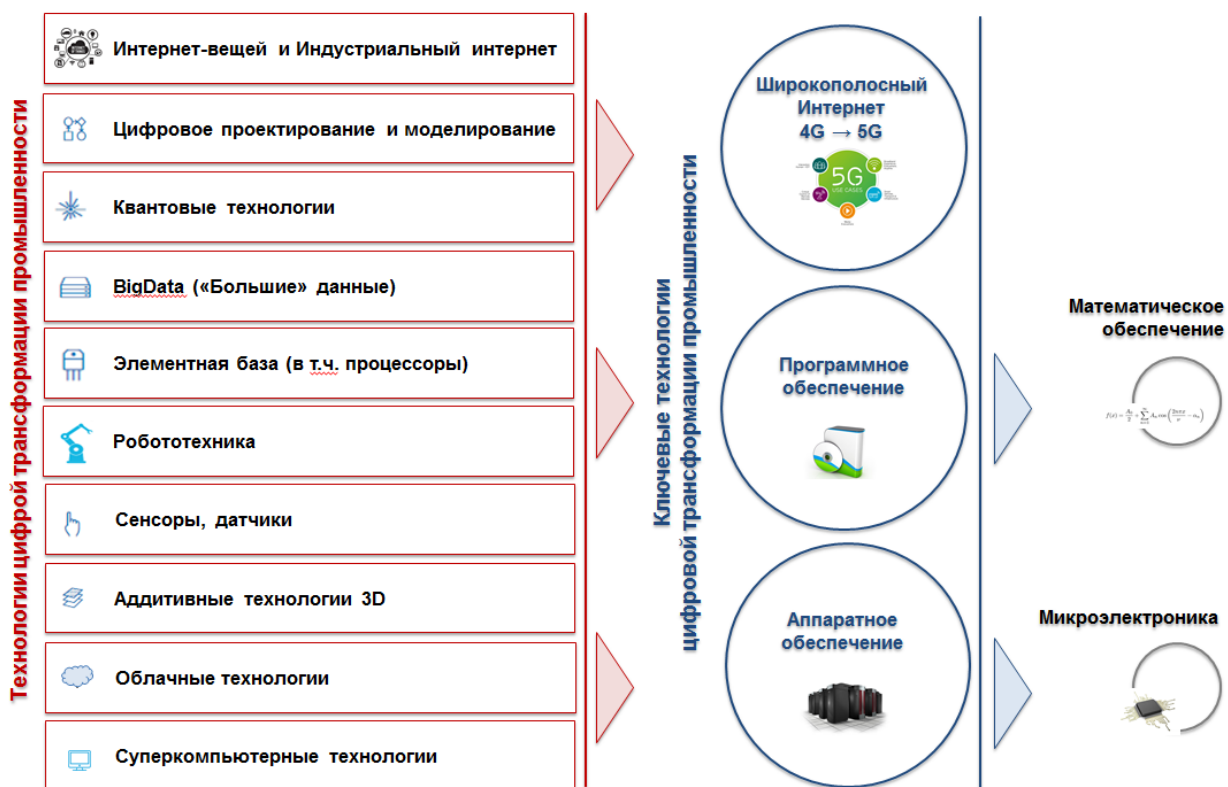 Технологии цифрой трансформации промышленности
Интернет-вещей и Индустриальный интернет
Цифровое проектирование и моделирование
Квантовые технологии
BigData («Большие» данные)
Элементная база (в т.ч. процессоры)
Робототехника
Сенсоры, датчики
Аддитивные технологии 3D
Облачные технологии
Суперкомпьютерные технологии
Ключевые технологии
цифровой трансформации промышленности
Широкополосный
Интернет
4G → 5G
5G
USE CASES
Программное
обеспечение
Аппаратное
обеспечение
Математическое
обеспечение
Микроэлектроника